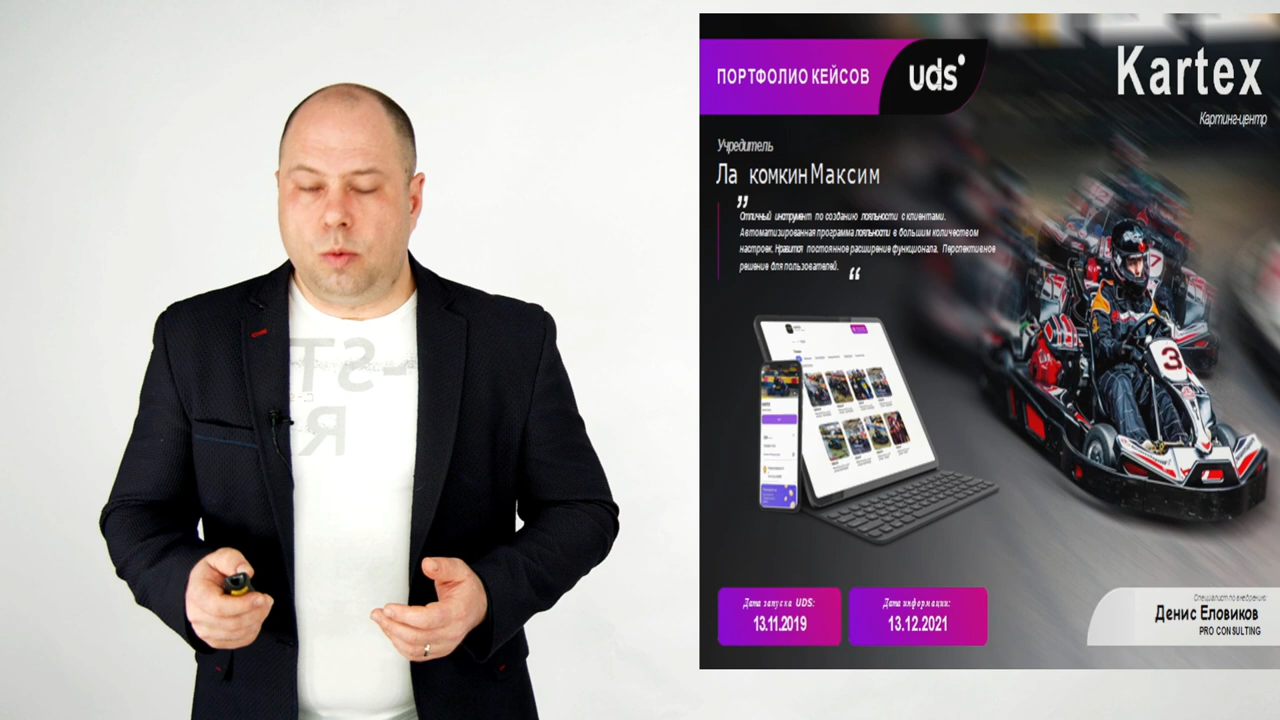 ПОРТФОЛИО КЕЙСОВ
uds
Kartex
Картинг-центр
Учредитель
Ла комкин Максим
Отличный инструмент по созданию лояльности с клиентами.
Автоматизированная программа лояльности в большим количеством
настроек. Нравится постоянное расширение функционала. Перспективное
решение для пользователей.
3
Дата запуска UDS:
13.11.2019
Дата информации:
13.12.2021
Специалист по внедрению:
Денис Еловиков
PRO CONSULTING